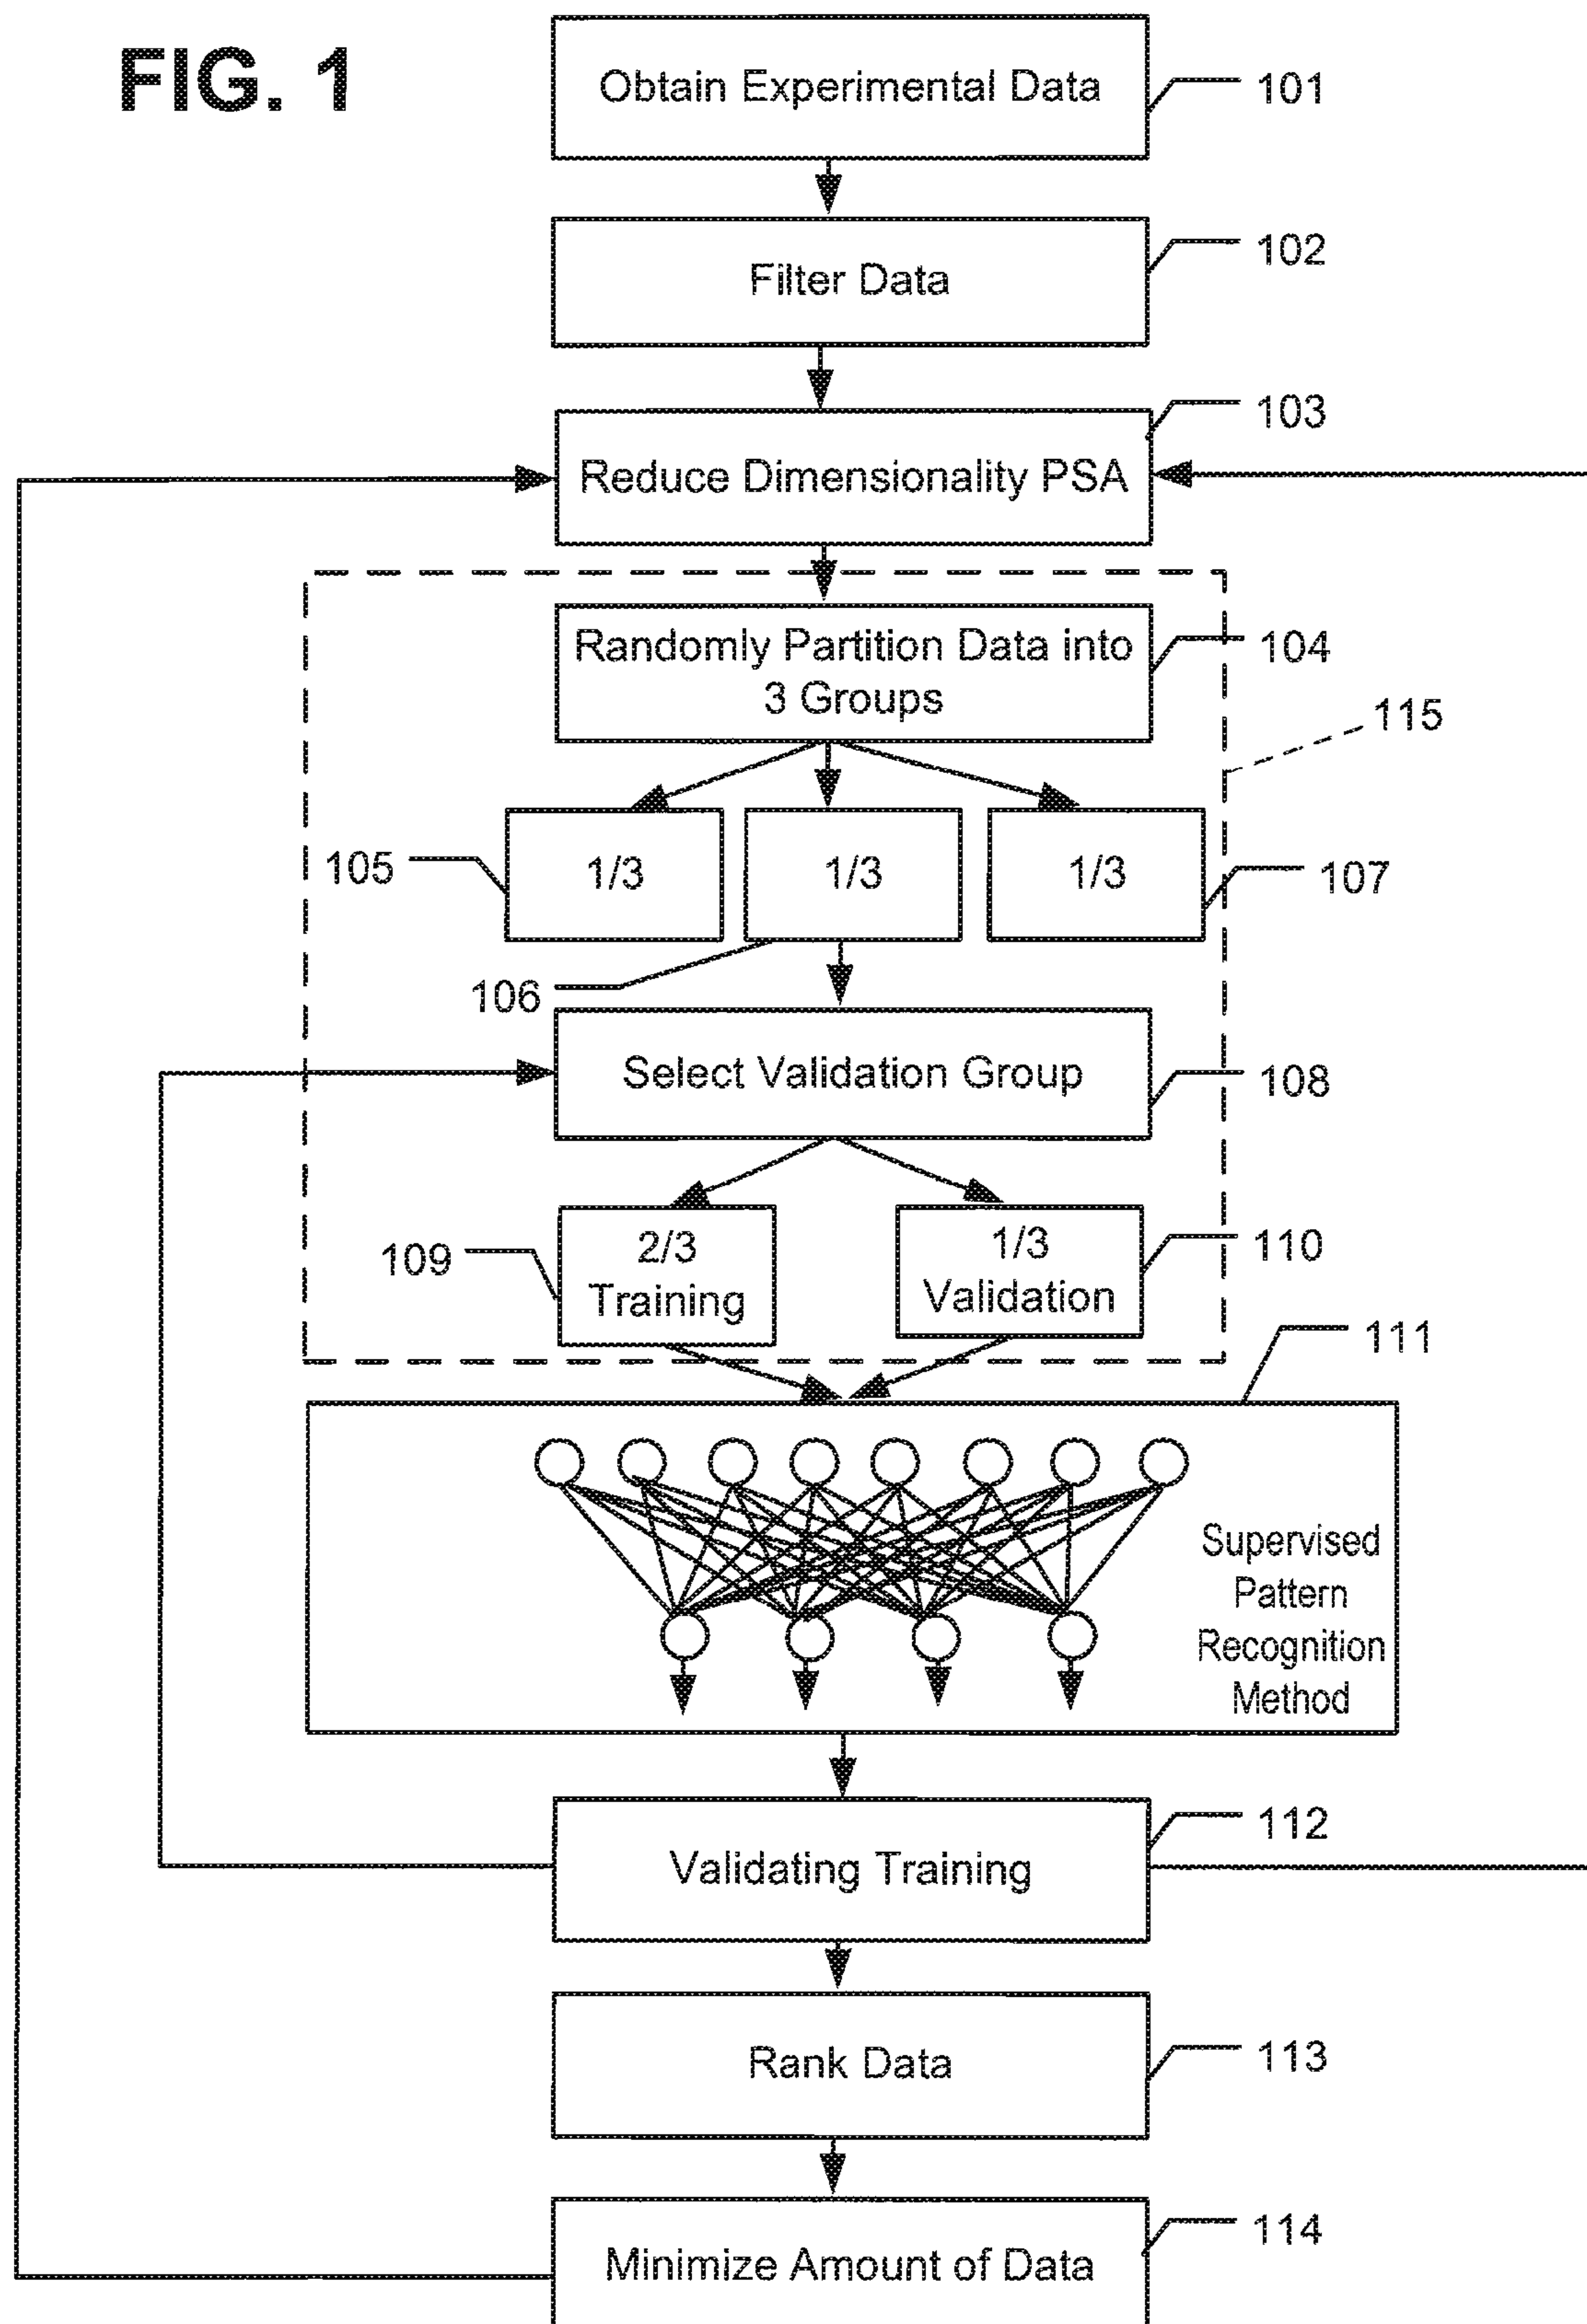 FIG. 1
Obtain Experimental Data
101
Filter Data
102
103
Reduce Dimensionality PSA
Randomly Partition Data into
3 Groups
104
115
105
1/3
1/3
1/3
107
106
Select Validation Group
108
109
2/3
Training
1/3
Validation
110
111
Supervised
Pattern
Recognition
Method
112
Validating Training
Rank Data
113
114
Minimize Amount of Data